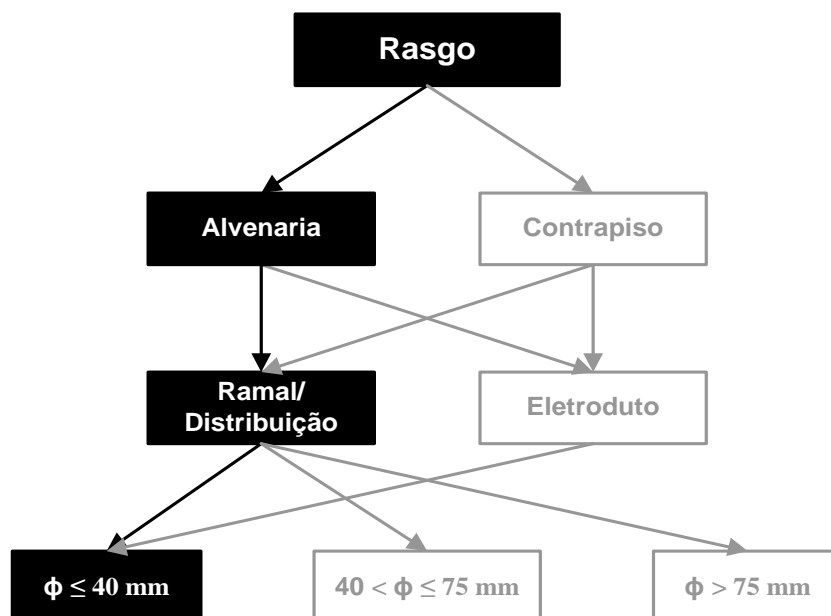 Rasgo
Alvenaria
Contrapiso
Ramal/
Distribuição
Eletroduto
ϕ ≤ 40 mm
40 < ϕ ≤ 75 mm
ϕ > 75 mm